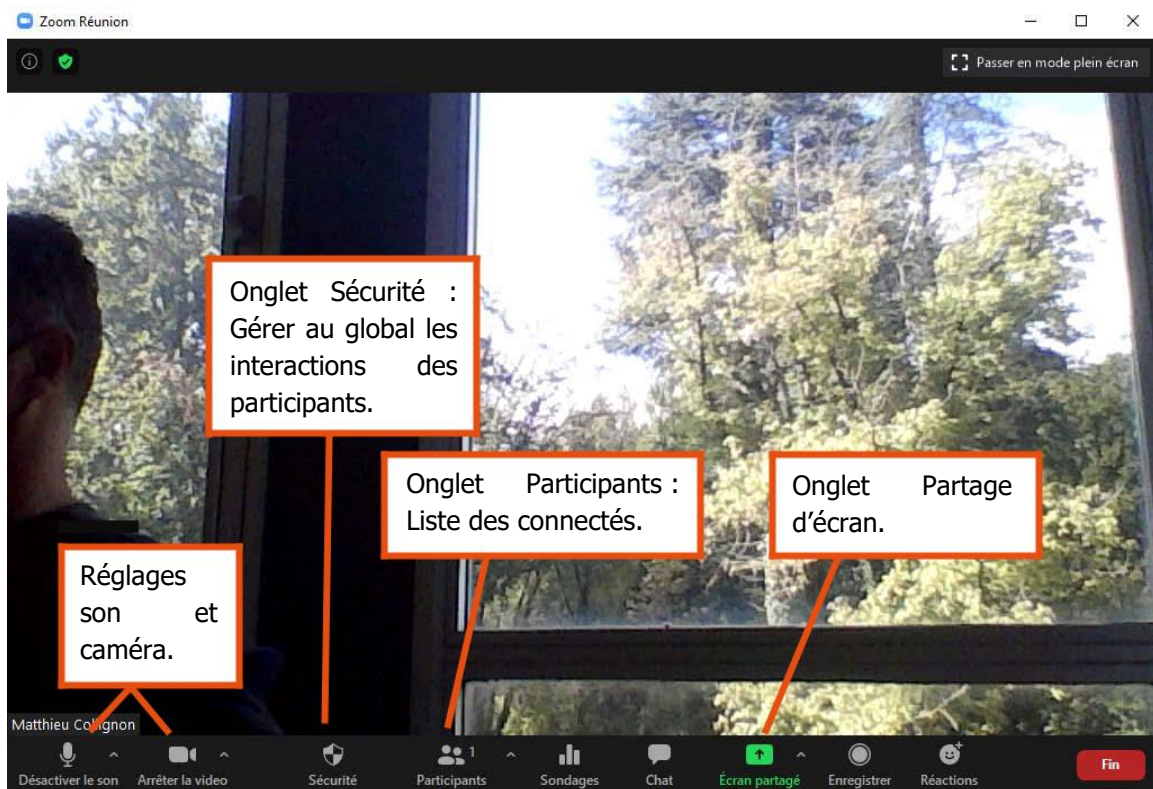 Zoom Réunion
Passer en mode plein écran
Onglet Sécurité :
Gérer au global les
interactions des
participants.
Onglet Participants :
Liste des connectés.
Onglet Partage
d’écran.
Réglages
son et
caméra.
Matthieu Collignon
1
Désactiver le son
Arrêter la video
Sécurité
Participants
Sondages
Chat
Écran partagé
Enregistrer
Réactions
Fin